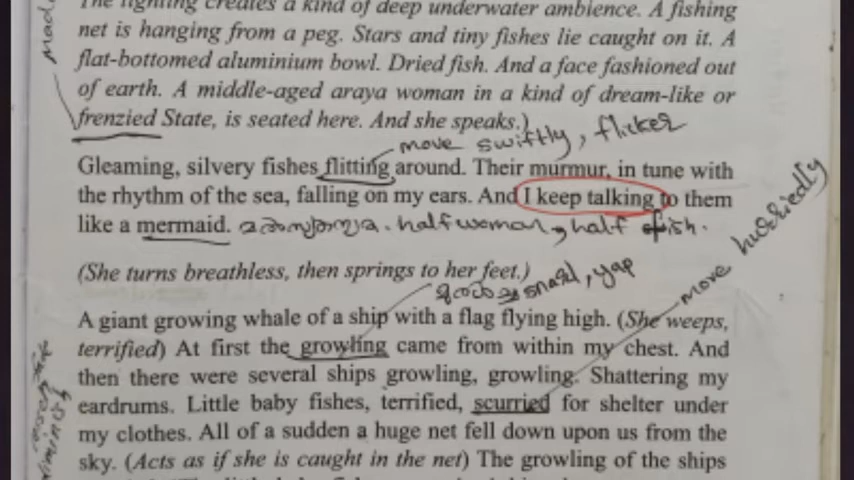 The lighting creates a kind of deep underwater ambience. A fishing
net is hanging from a peg. Stars and tiny fishes lie caught on it. A
flat-bottomed aluminium bowl. Dried fish. And a face fashioned out
of earth. A middle-aged araya woman in a kind of dream-like or
frenzied State, is seated here. And she speaks.)
move swiftly, flicker
Gleaming, silvery fishes flitting around. Their murmur, in tune with
the rhythm of the sea, falling on my ears. And I keep talking to them
like a mermaid. half woman, half fish.
(She turns breathless, then springs to her feet.)
snarl, yap
move hurriedly
A giant growing whale of a ship with a flag flying high. (She weeps,
terrified) At first the growling came from within my chest. And
then there were several ships growling, growling. Shattering my
eardrums. Little baby fishes, terrified, scurried for shelter under
my clothes. All of a sudden a huge net fell down upon us from the
sky. (Acts as if she is caught in the net) The growling of the ships